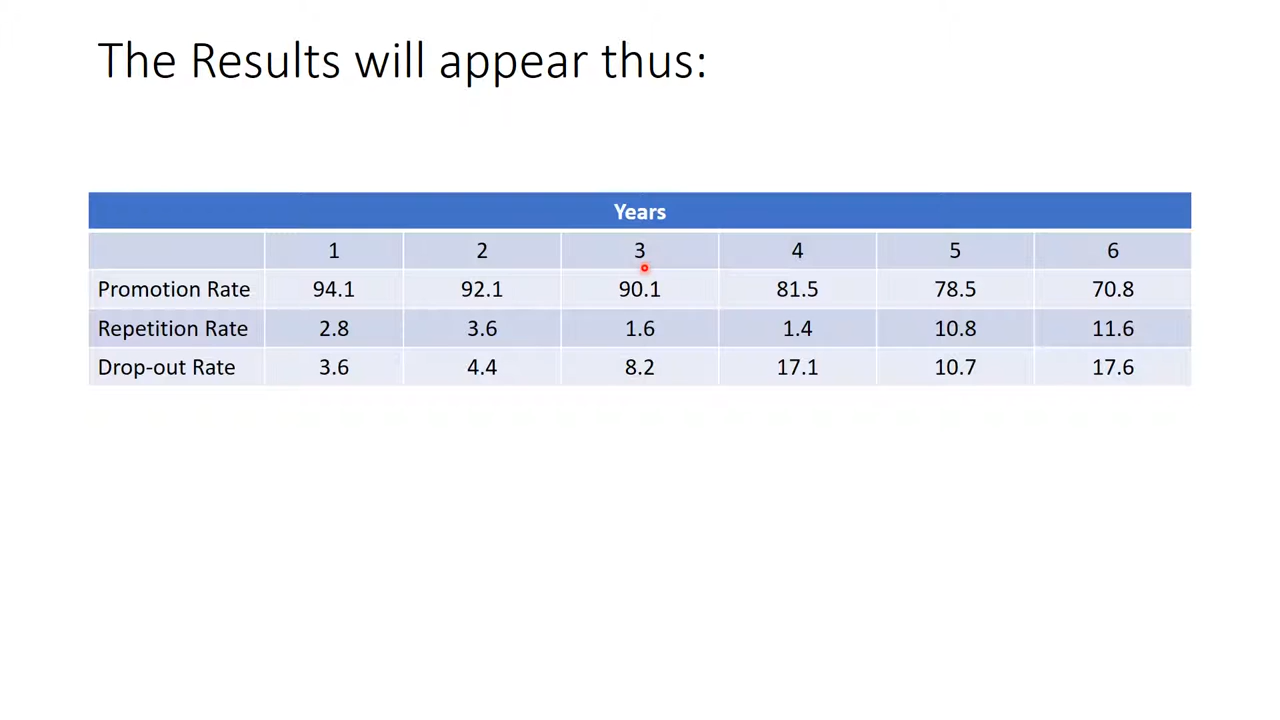 The Results will appear thus:
Years
1 2 3 4 5 6
Promotion Rate 94.1 92.1 90.1 81.5 78.5 70.8
Repetition Rate 2.8 3.6 1.6 1.4 10.8 11.6
Drop-out Rate 3.6 4.4 8.2 17.1 10.7 17.6